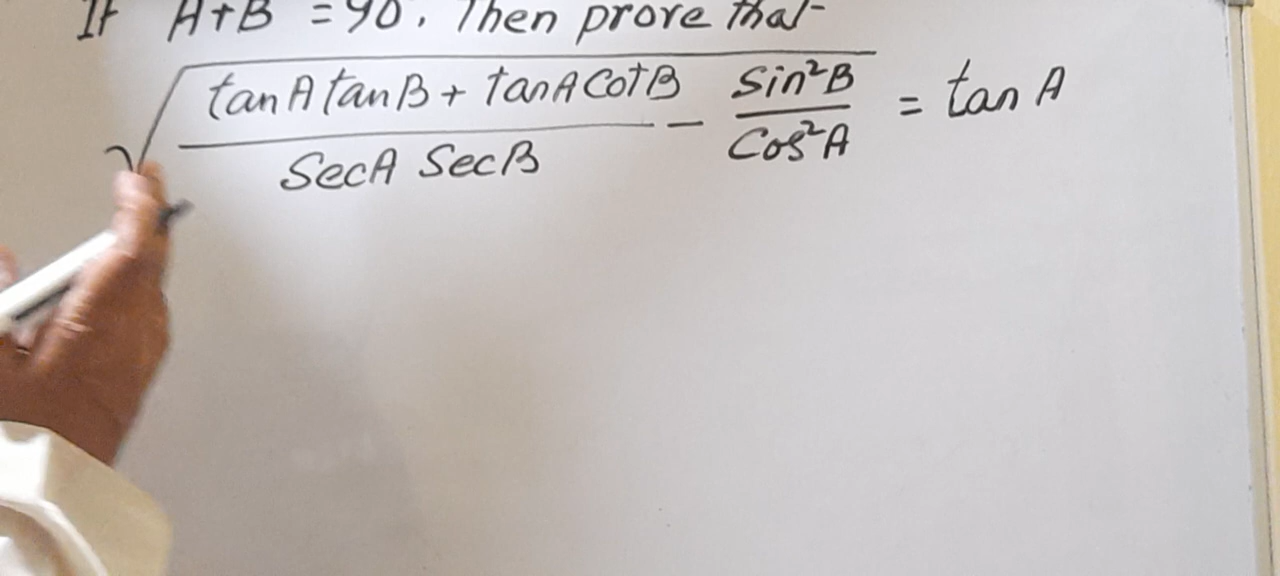 If A+B = 90. Then prove that
√ tanA tanB + tanA CotB / SecA SecB − Sin²B / Cos²A = tan A